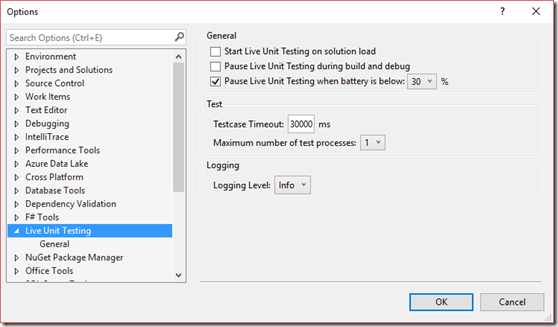 Options
? ×
Search Options (Ctrl+E)
Environment
Projects and Solutions
Source Control
Work Items
Text Editor
Debugging
IntelliTrace
Performance Tools
Azure Data Lake
Cross Platform
Database Tools
Dependency Validation
F# Tools
Live Unit Testing
General
NuGet Package Manager
Office Tools
General
Start Live Unit Testing on solution load
Pause Live Unit Testing during build and debug
Pause Live Unit Testing when battery is below: 30 %
Test
Testcase Timeout: 30000 ms
Maximum number of test processes: 1
Logging
Logging Level: Info
OK Cancel